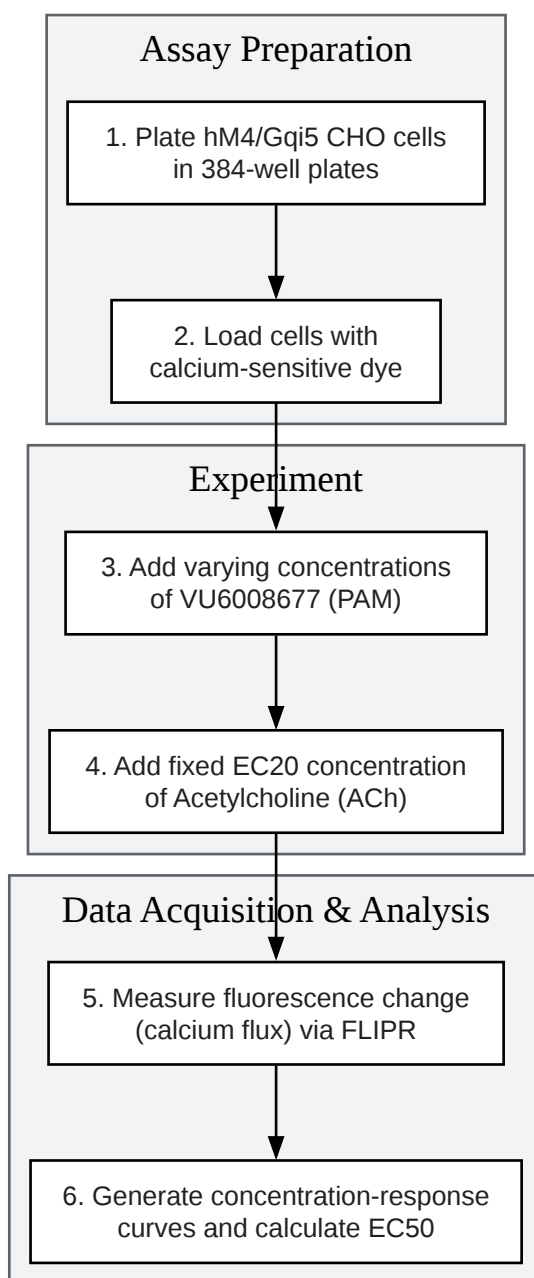 Assay Preparation
1. Plate hM4/Gqi5 CHO cells
in 384-well plates
2. Load cells with
calcium-sensitive dye
Experiment
3. Add varying concentrations
of VU6008677 (PAM)
4. Add fixed EC20 concentration
of Acetylcholine (ACh)
Data Acquisition & Analysis
5. Measure fluorescence change
(calcium flux) via FLIPR
6. Generate concentration-response
curves and calculate EC50